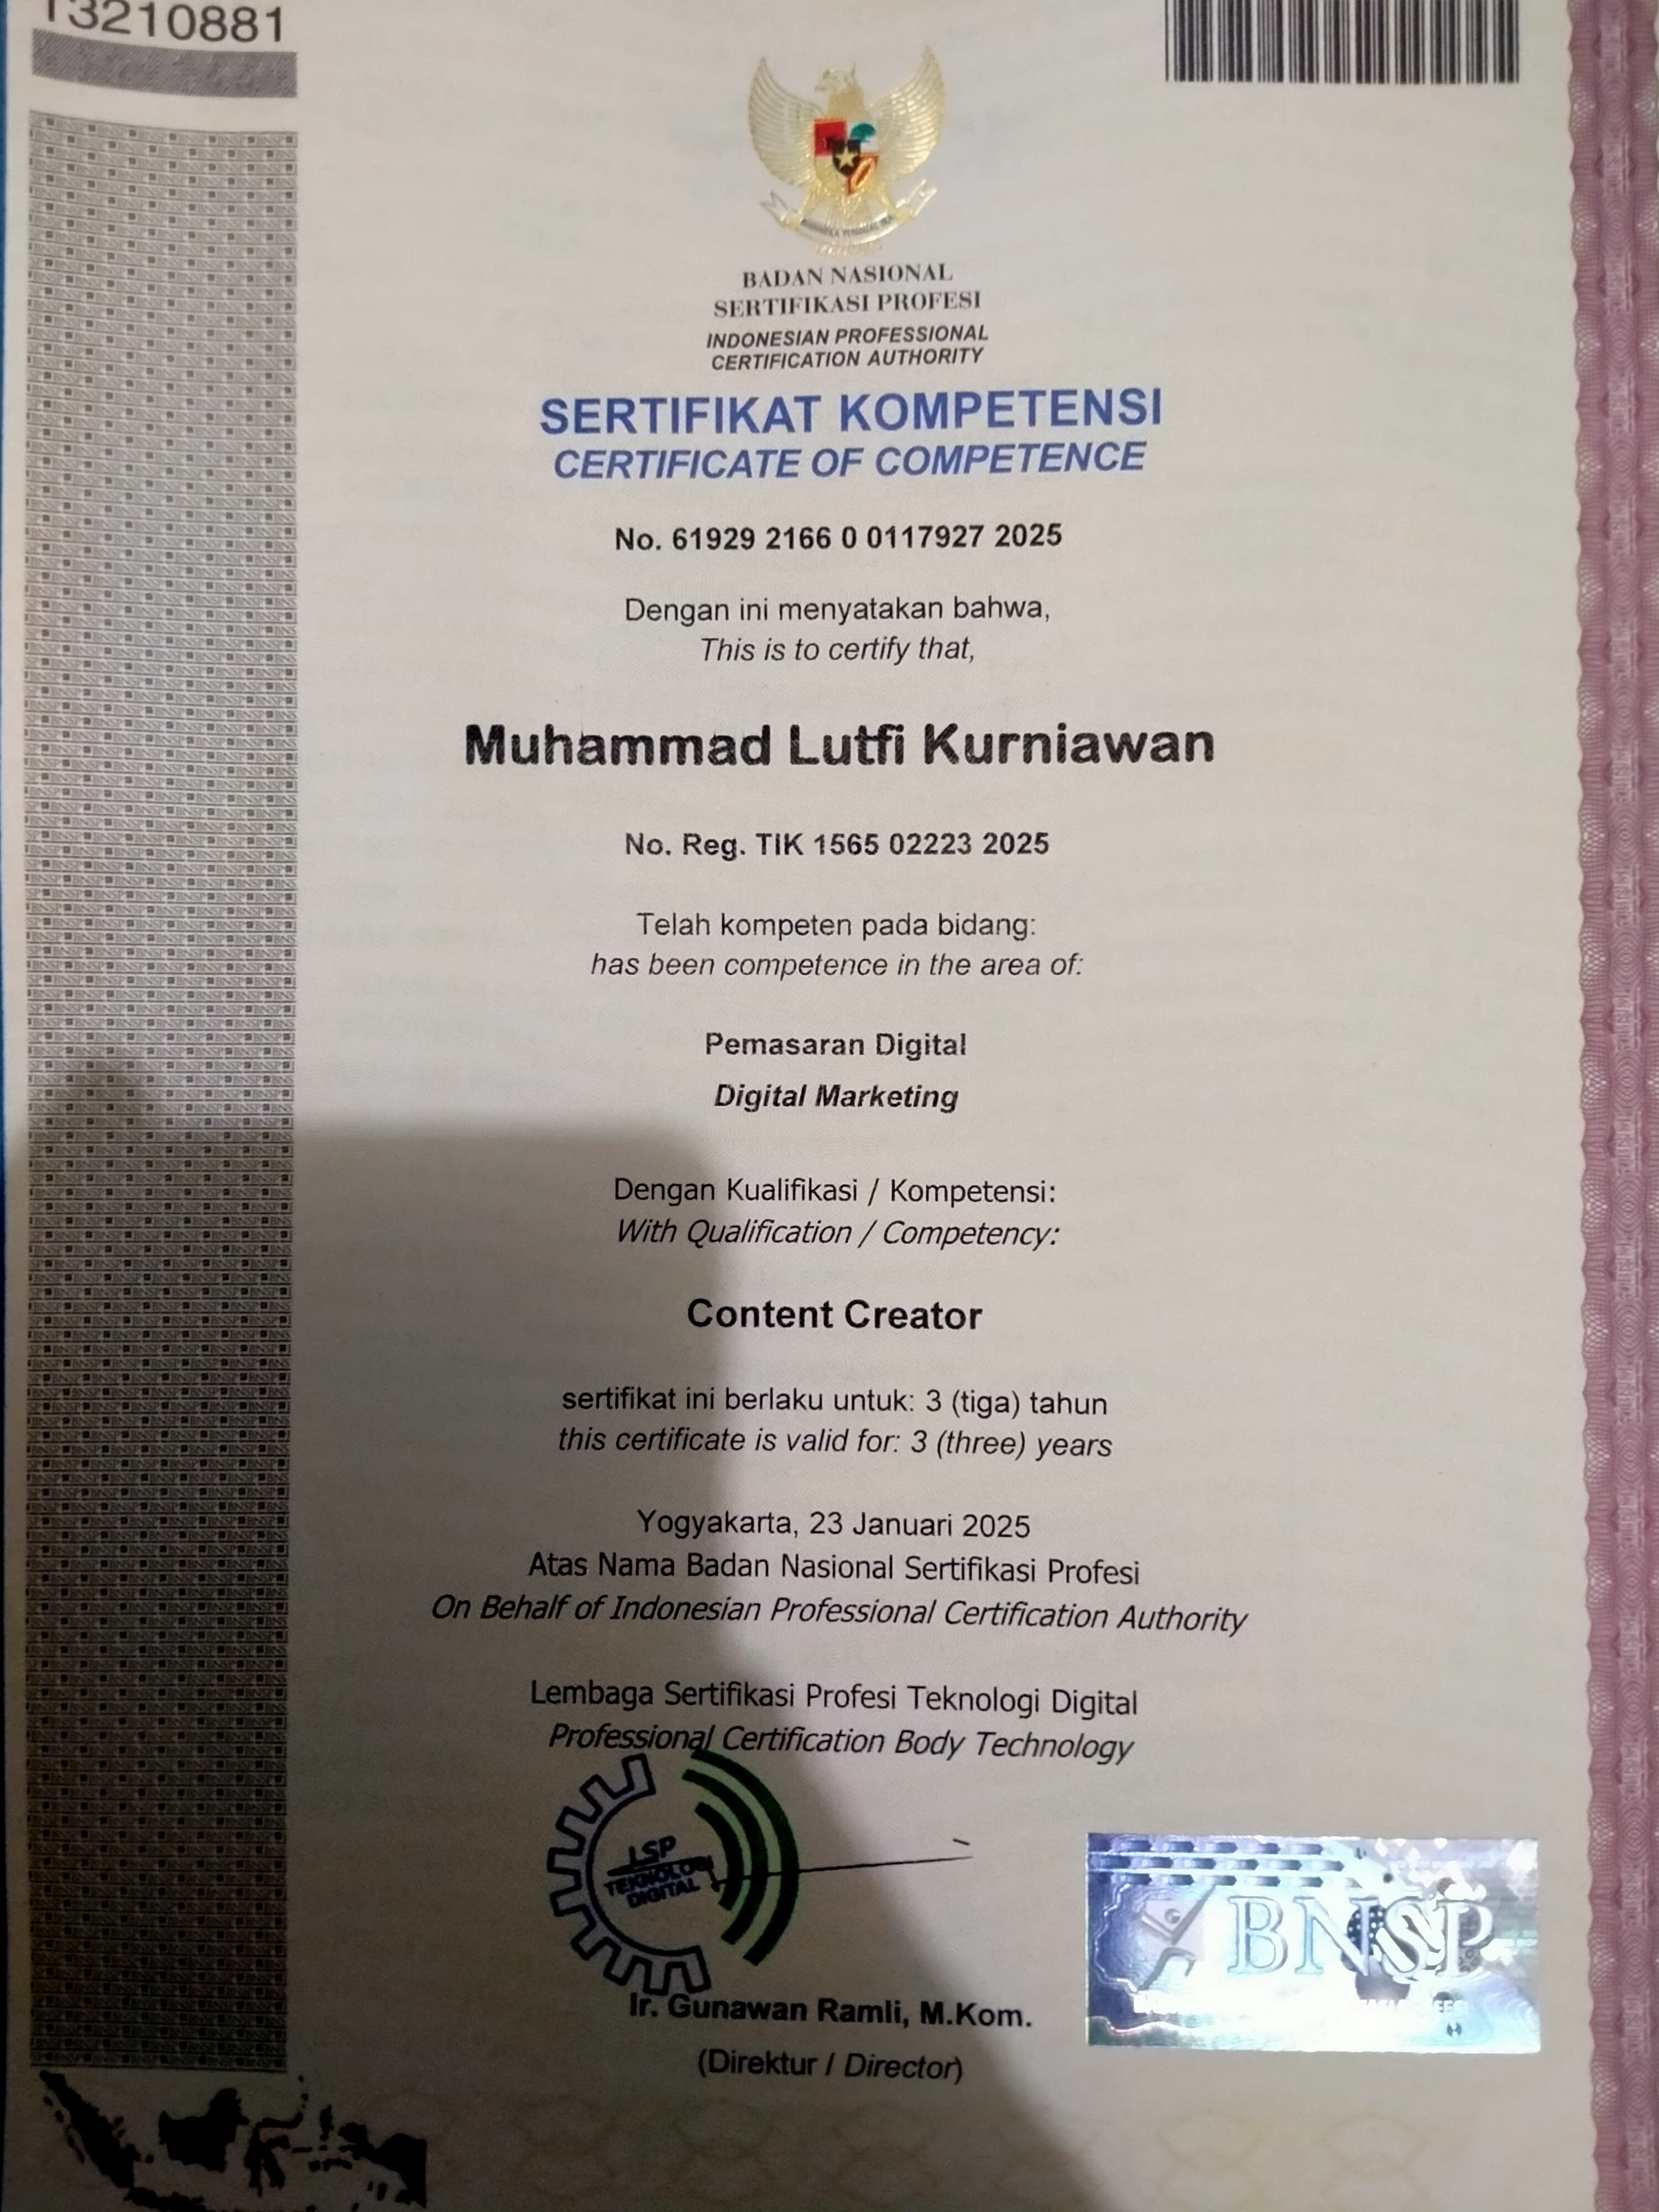 13210881
BADAN NASIONAL
SERTIFIKASI PROFESI
INDONESIAN PROFESSIONAL
CERTIFICATION AUTHORITY
SERTIFIKAT KOMPETENSI
CERTIFICATE OF COMPETENCE
No. 61929 2166 0 0117927 2025
Dengan ini menyatakan bahwa,
This is to certify that,
Muhammad Lutfi Kurniawan
No. Reg. TIK 1565 02223 2025
Telah kompeten pada bidang:
has been competence in the area of:
Pemasaran Digital
Digital Marketing
Dengan Kualifikasi / Kompetensi:
With Qualification / Competency:
Content Creator
sertifikat ini berlaku untuk: 3 (tiga) tahun
this certificate is valid for: 3 (three) years
Yogyakarta, 23 Januari 2025
Atas Nama Badan Nasional Sertifikasi Profesi
On Behalf of Indonesian Professional Certification Authority
Lembaga Sertifikasi Profesi Teknologi Digital
Professional Certification Body Technology
LSP
TEKNOLOGI
DIGITAL
BNSP
Ir. Gunawan Ramli, M.Kom.
(Direktur / Director)